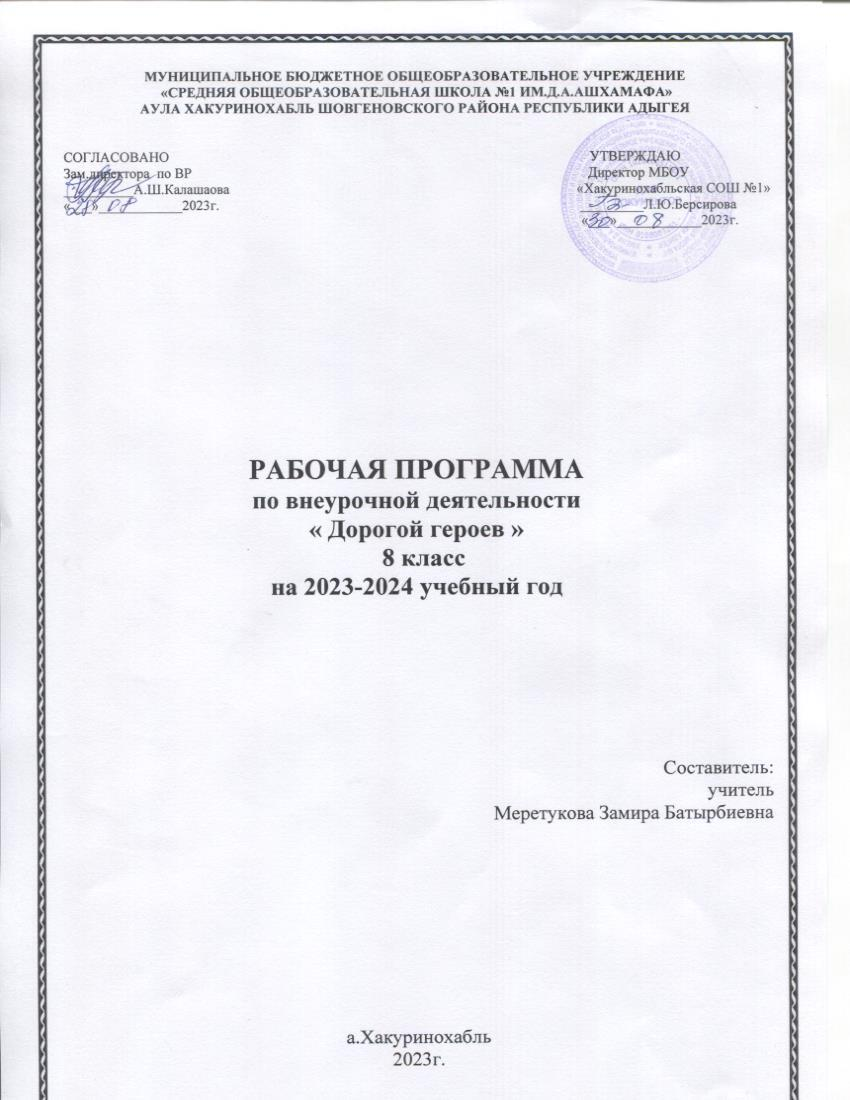 МУНИЦИПАЛЬНОЕ БЮДЖЕТНОЕ ОБЩЕОБРАЗОВАТЕЛЬНОЕ УЧРЕЖДЕНИЕ
«СРЕДНЯЯ ОБЩЕОБРАЗОВАТЕЛЬНАЯ ШКОЛА №1 ИМ.Д.А.АШХАМАФА»
АУЛА ХАКУРИНОХАБЛЬ ШОВГЕНОВСКОГО РАЙОНА РЕСПУБЛИКИ АДЫГЕЯ
СОГЛАСОВАНО
Зам.директора по ВР
А.Ш.Калашаова
«28» 08 2023г.
УТВЕРЖДАЮ
Директор МБОУ
«Хакуринохабльская СОШ №1»
Л.Ю.Берсирова
«30» 08 2023г.
РАБОЧАЯ ПРОГРАММА
по внеурочной деятельности
« Дорогой героев »
8 класс
на 2023-2024 учебный год
Составитель:
учитель
Меретукова Замира Батырбиевна
а.Хакуринохабль
2023г.